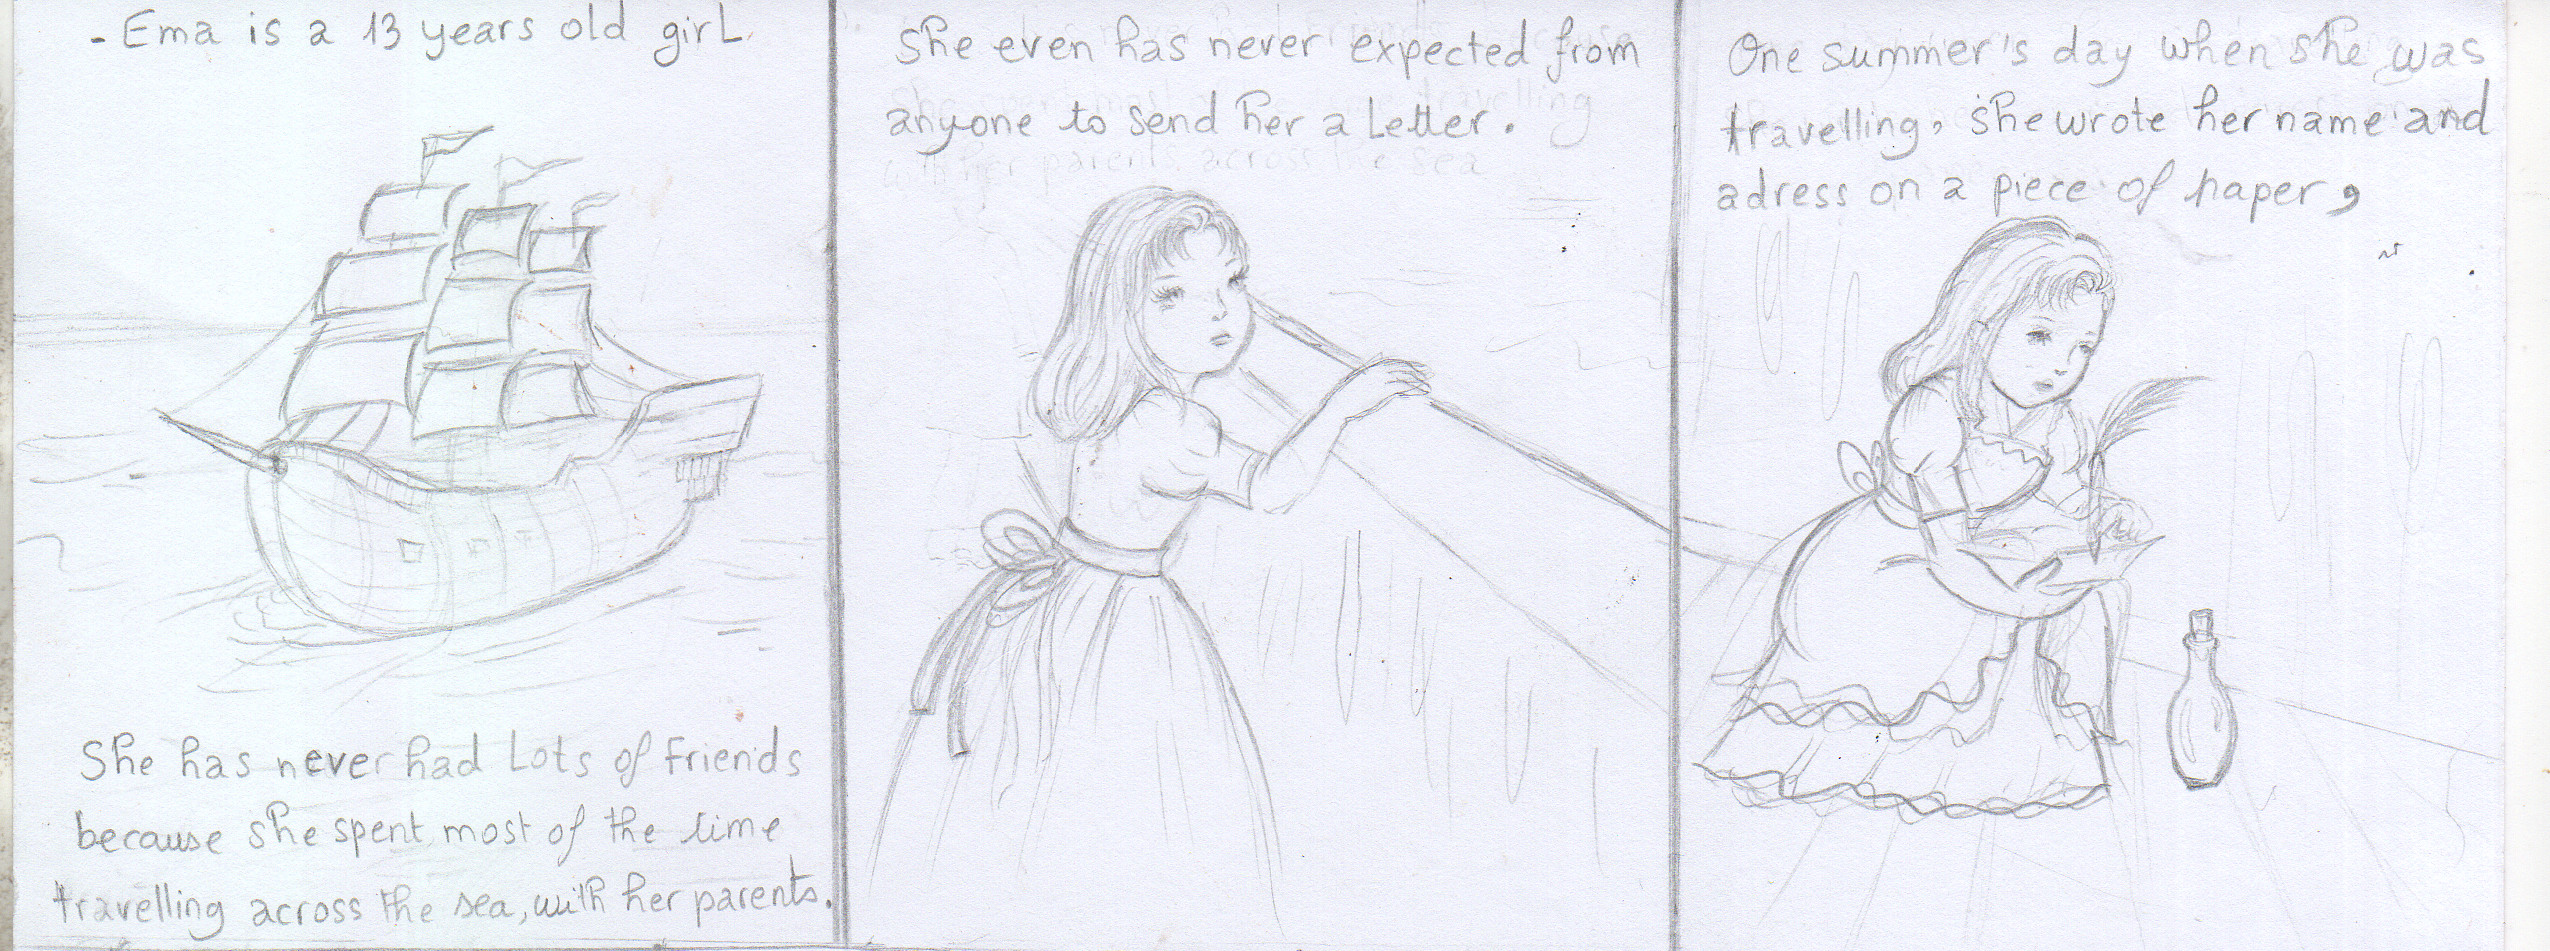 - Ema is a 13 years old girl
She has never had Lots of Friends
because she spent most of the time
travelling across the sea, with her parents.
She even has never expected from
anyone to send her a Letter.
One summer's day when she was
travelling, she wrote her name and
adress on a piece of paper,